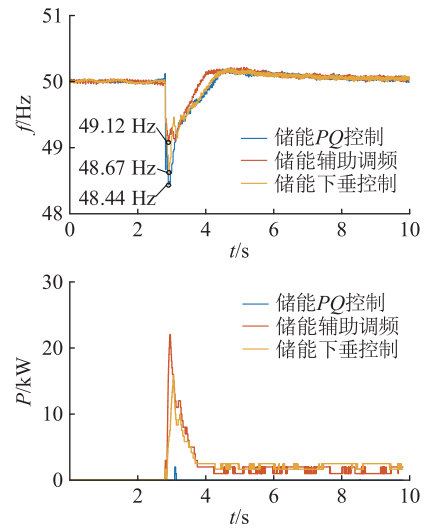 51
50
49
48
f/Hz
49.12 Hz
48.67 Hz
48.44 Hz
储能PQ控制
储能辅助调频
储能下垂控制
0 2 4 6 8 10
t/s
30
20
10
0
P/kW
储能PQ控制
储能辅助调频
储能下垂控制
0 2 4 6 8 10
t/s